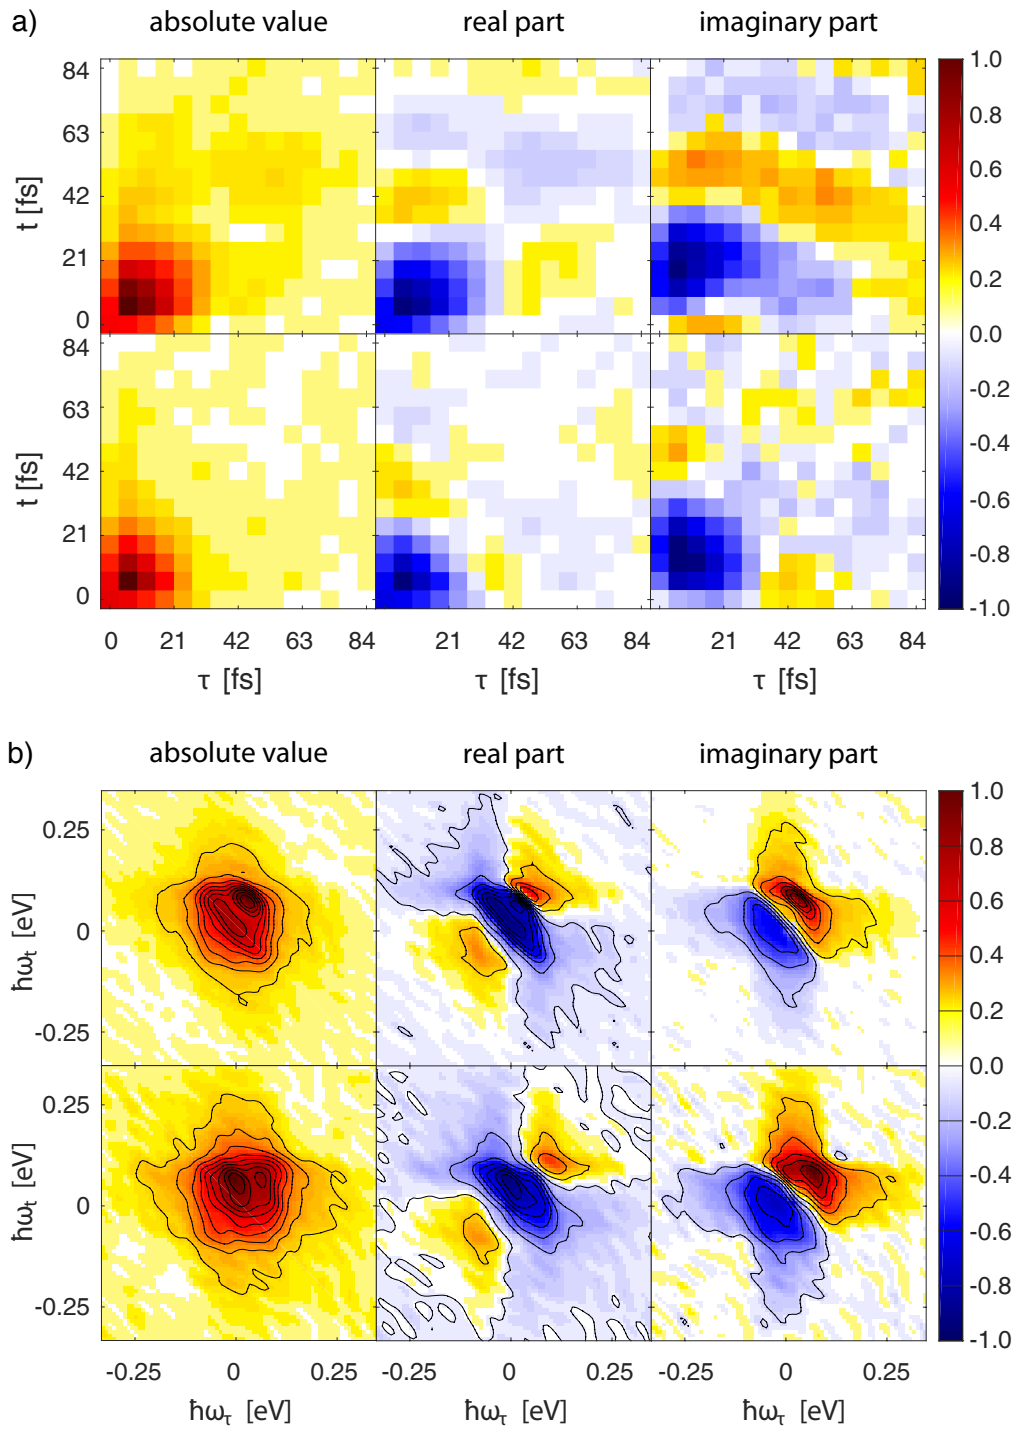 a)
absolute value real part imaginary part
84 1.0
0.8
63 0.6
t [fs] 42 0.4
21 0.2
0 0.0
84
-0.2
63
t [fs] 42 -0.4
-0.6
21
-0.8
0 -1.0
0 21 42 63 84 21 42 63 84 21 42 63 84
τ [fs] τ [fs] τ [fs]
b)
absolute value real part imaginary part
1.0
0.25 0.8
ħωt [eV] 0.6
0 0.4
-0.25 0.2
0.0
0.25 -0.2
ħωt [eV] -0.4
0 -0.6
-0.25 -0.8
-1.0
-0.25 0 0.25 -0.25 0 0.25 -0.25 0 0.25
ħωτ [eV] ħωτ [eV] ħωτ [eV]